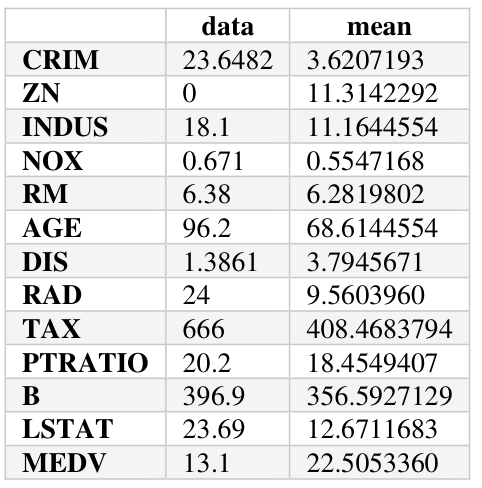 data mean
CRIM 23.6482 3.6207193
ZN 0 11.3142292
INDUS 18.1 11.1644554
NOX 0.671 0.5547168
RM 6.38 6.2819802
AGE 96.2 68.6144554
DIS 1.3861 3.7945671
RAD 24 9.5603960
TAX 666 408.4683794
PTRATIO 20.2 18.4549407
B 396.9 356.5927129
LSTAT 23.69 12.6711683
MEDV 13.1 22.5053360